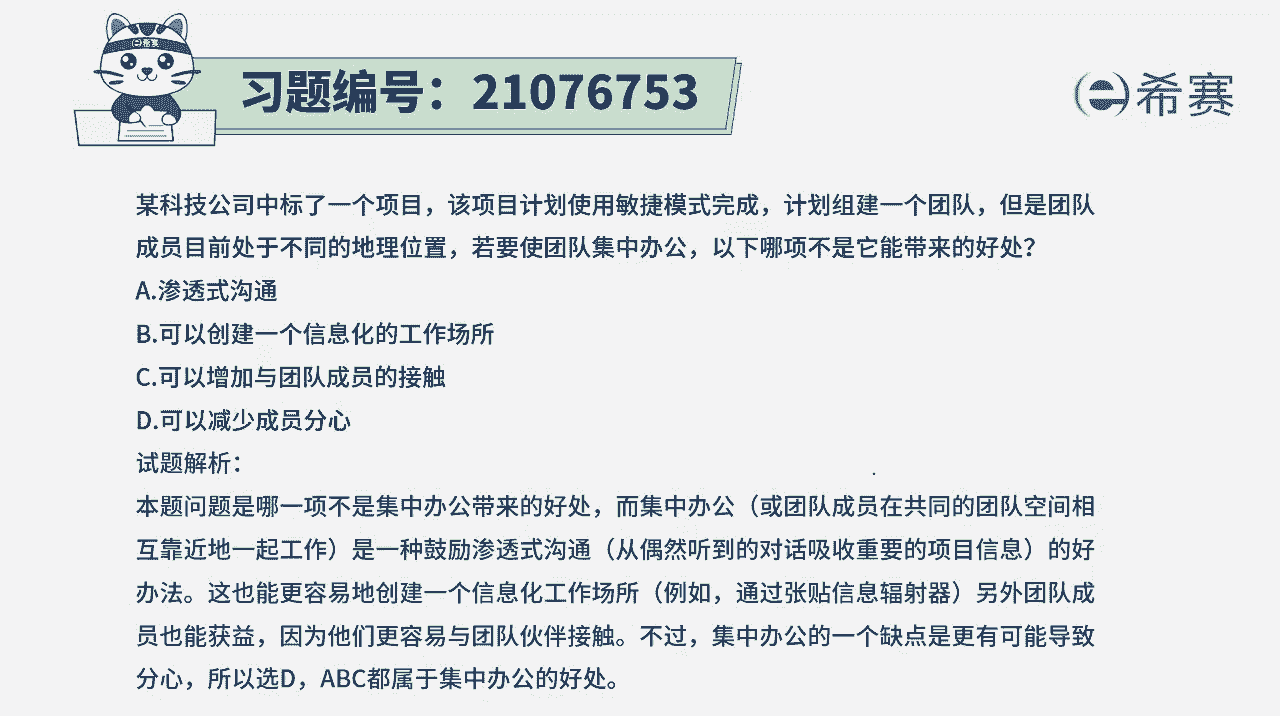 希赛
习题编号：21076753
希赛
某科技公司中标了一个项目，该项目计划使用敏捷模式完成，计划组建一个团队，但是团队
成员目前处于不同的地理位置，若要使团队集中办公，以下哪项不是它能带来的好处？
A.渗透式沟通
B.可以创建一个信息化的工作场所
C.可以增加与团队成员的接触
D.可以减少成员分心
试题解析：
本题问题是哪一项不是集中办公带来的好处，而集中办公（或团队成员在共同的团队空间相
互靠近地一起工作）是一种鼓励渗透式沟通（从偶然听到的对话吸收重要的项目信息）的好
办法。这也能更容易地创建一个信息化工作场所（例如，通过张贴信息辐射器）另外团队成
员也能获益，因为他们更容易与团队伙伴接触。不过，集中办公的一个缺点是更有可能导致
分心，所以选D，ABC都属于集中办公的好处。